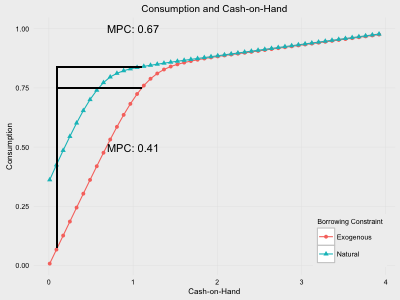 Consumption and Cash-on-Hand
MPC: 0.67
MPC: 0.41
1.00
0.75
0.50
0.25
0.00
Consumption
0
1
2
3
4
Cash-on-Hand
Borrowing Constraint
Exogenous
Natural